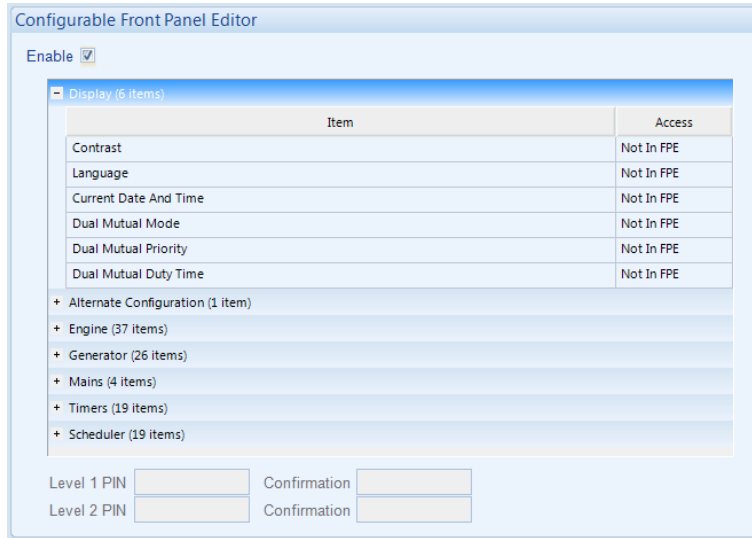 Configurable Front Panel Editor
Enable
Display (6 items)
Item Access
Contrast Not In FPE
Language Not In FPE
Current Date And Time Not In FPE
Dual Mutual Mode Not In FPE
Dual Mutual Priority Not In FPE
Dual Mutual Duty Time Not In FPE
Alternate Configuration (1 item)
Engine (37 items)
Generator (26 items)
Mains (4 items)
Timers (19 items)
Scheduler (19 items)
Level 1 PIN Confirmation
Level 2 PIN Confirmation